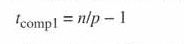 t_comp1 = n/p − 1